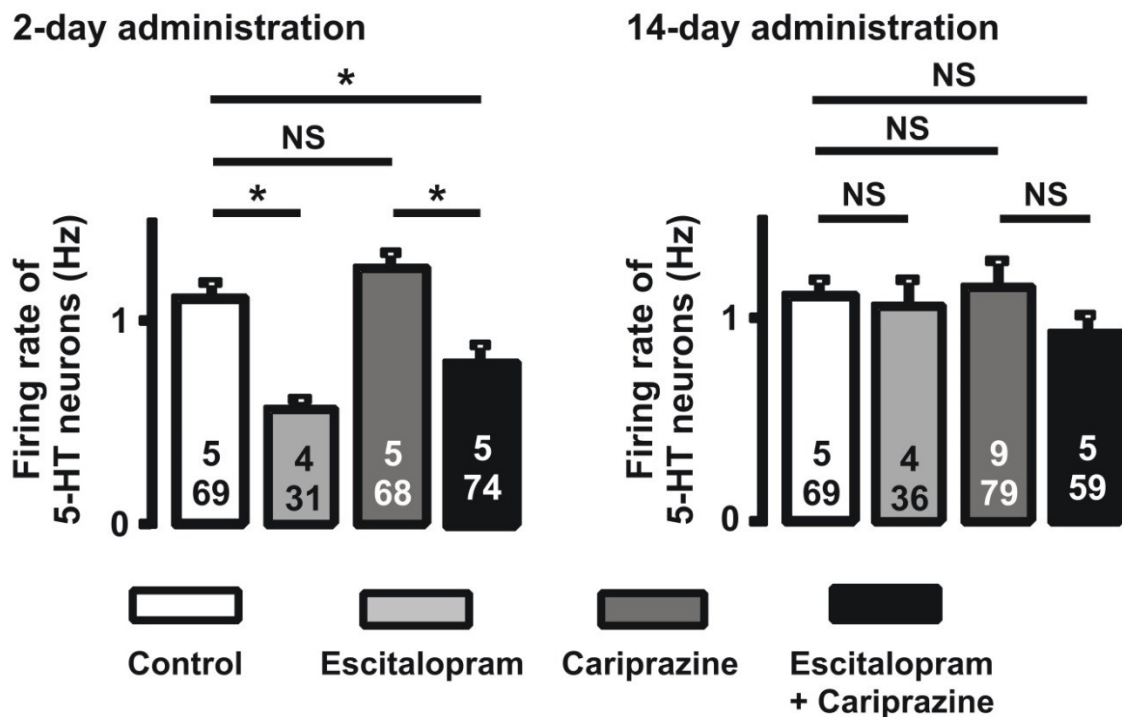 2-day administration
*
NS
*
*
Firing rate of
5-HT neurons (Hz)
1
0
5
69
4
31
5
68
5
74
14-day administration
NS
NS
NS
NS
Firing rate of
5-HT neurons (Hz)
1
0
5
69
4
36
9
79
5
59
Control
Escitalopram
Cariprazine
Escitalopram
+ Cariprazine